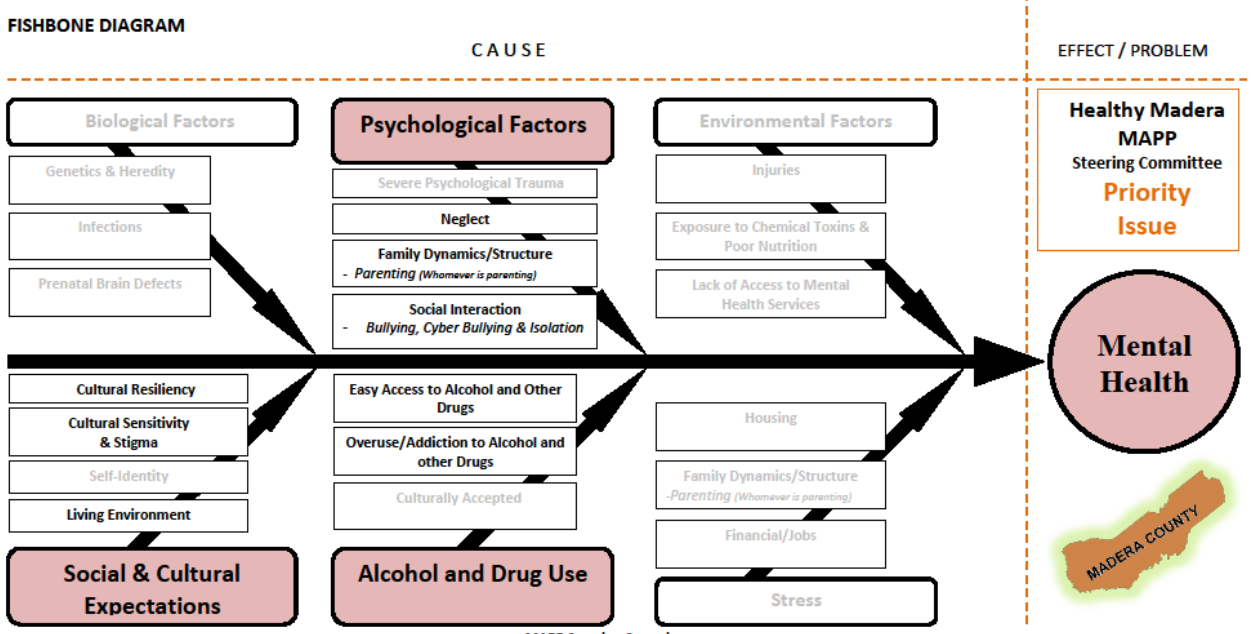 FISHBONE DIAGRAM
CAUSE
EFFECT / PROBLEM
Biological Factors
Genetics & Heredity
Infections
Prenatal Brain Defects
Psychological Factors
Severe Psychological Trauma
Neglect
Family Dynamics/Structure
- Parenting (Whomever is parenting)
Social Interaction
- Bullying, Cyber Bullying & Isolation
Environmental Factors
Injuries
Exposure to Chemical Toxins &
Poor Nutrition
Lack of Access to Mental
Health Services
Healthy Madera
MAPP
Steering Committee
Priority
Issue
Mental
Health
Cultural Resiliency
Cultural Sensitivity
& Stigma
Self-Identity
Living Environment
Social & Cultural
Expectations
Easy Access to Alcohol and Other
Drugs
Overuse/Addiction to Alcohol and
other Drugs
Culturally Accepted
Alcohol and Drug Use
Housing
Family Dynamics/Structure
-Parenting (Whomever is parenting)
Financial/Jobs
Stress
MADERA COUNTY